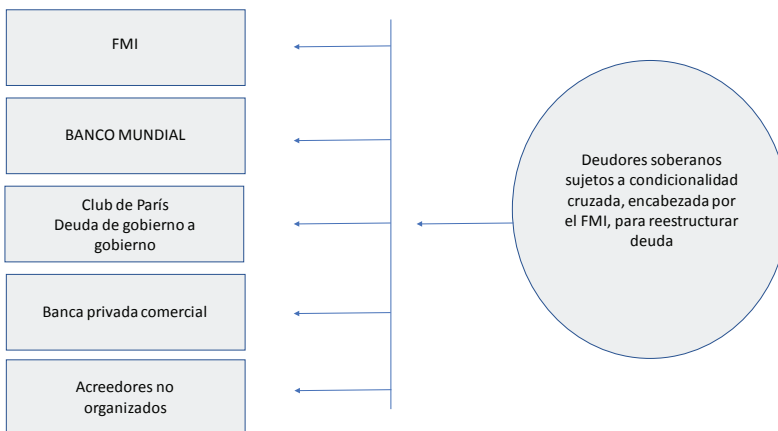 FMI
BANCO MUNDIAL
Club de París
Deuda de gobierno a
gobierno
Banca privada comercial
Acreedores no
organizados
Deudores soberanos
sujetos a condicionalidad
cruzada, encabezada por
el FMI, para reestructurar
deuda